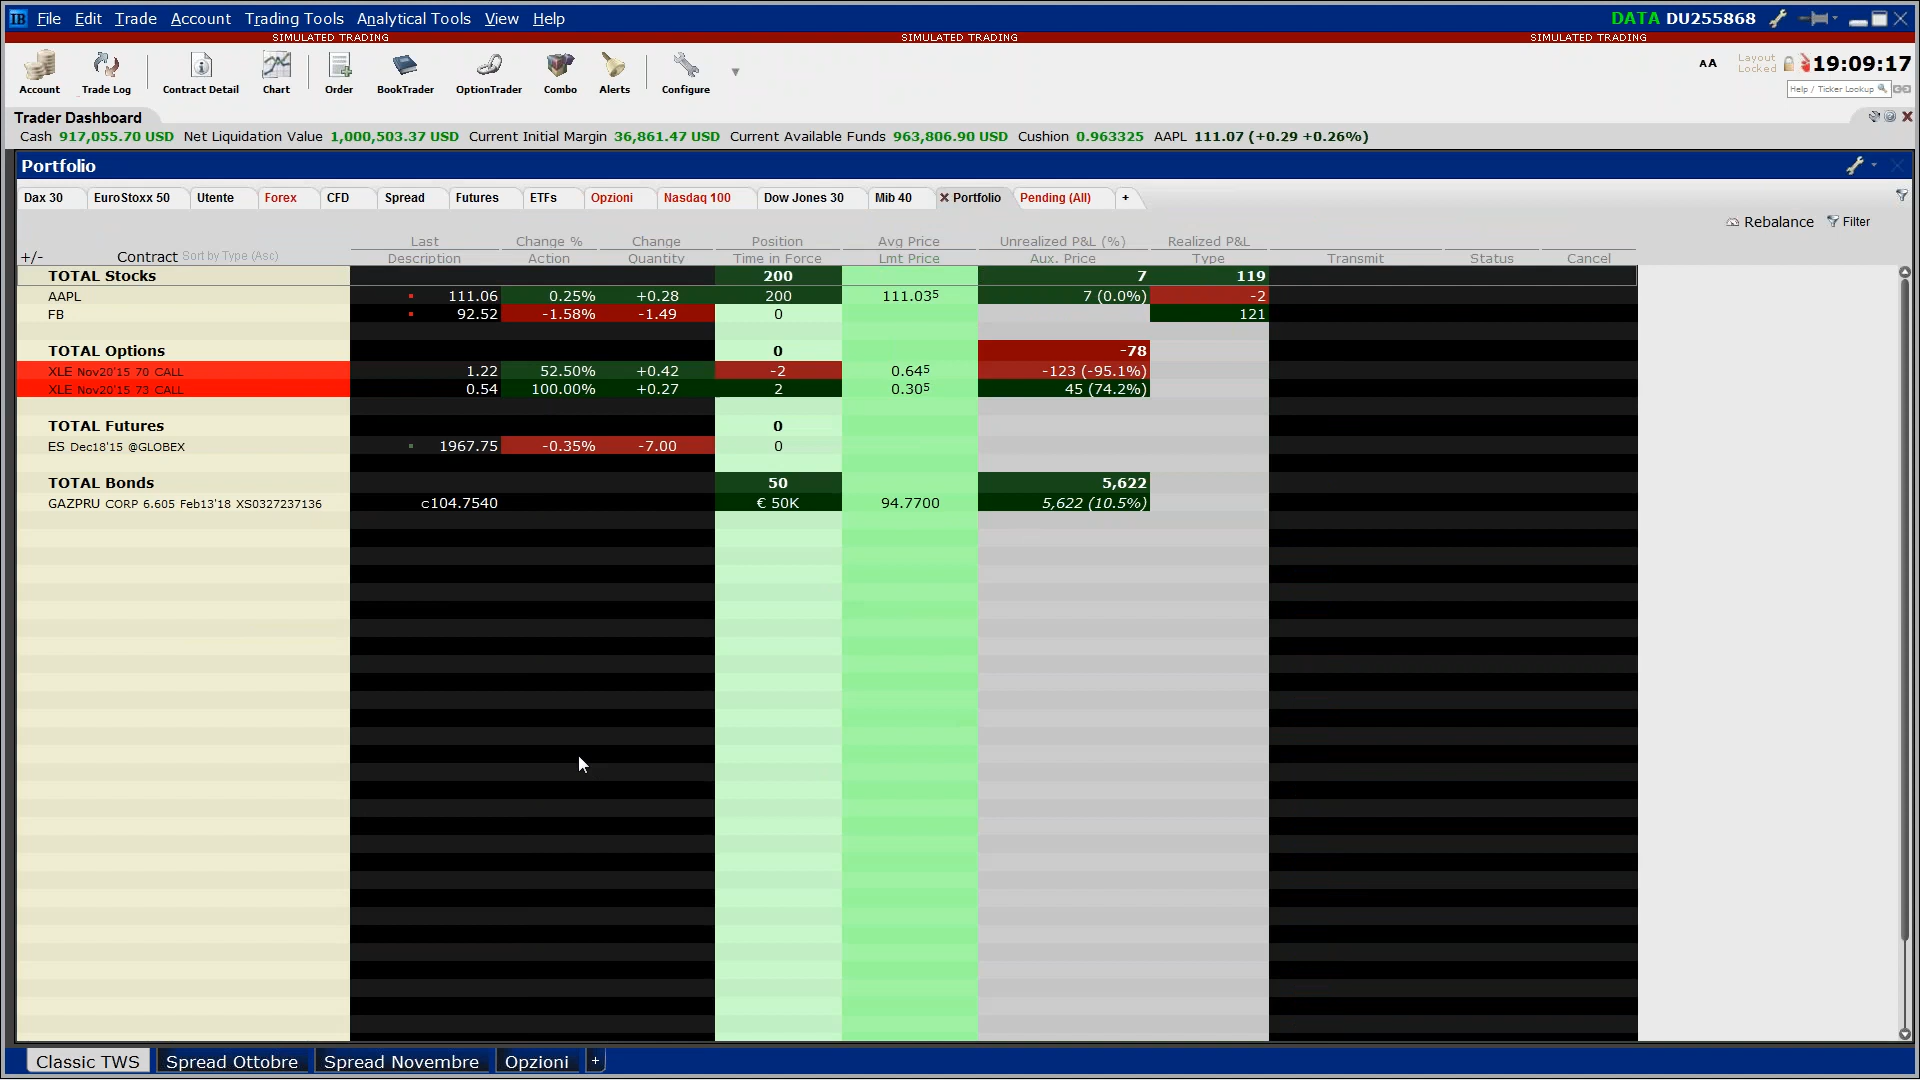 IB File Edit Trade Account Trading Tools Analytical Tools View Help DATA DU255868
SIMULATED TRADING SIMULATED TRADING SIMULATED TRADING
Account Trade Log Contract Detail Chart Order BookTrader OptionTrader Combo Alerts Configure
AA Layout Locked 19:09:17
Help / Ticker Lookup
Trader Dashboard
Cash 917,055.70 USD Net Liquidation Value 1,000,503.37 USD Current Initial Margin 36,861.47 USD Current Available Funds 963,806.90 USD Cushion 0.963325 AAPL 111.07 (+0.29 +0.26%)
Portfolio
Dax 30 EuroStoxx 50 Utente Forex CFD Spread Futures ETFs Opzioni Nasdaq 100 Dow Jones 30 Mib 40 Portfolio Pending (All) +
Rebalance Filter
Last Change % Change Position Avg Price Unrealized P&L (%) Realized P&L
+/- Contract Sort by Type (Asc) Description Action Quantity Time in Force Lmt Price Aux. Price Type Transmit Status Cancel
TOTAL Stocks 200 7 119
AAPL 111.06 0.25% +0.28 200 111.03⁵ 7 (0.0%) -2
FB 92.52 -1.58% -1.49 0 121
TOTAL Options 0 -78
XLE Nov20'15 70 CALL 1.22 52.50% +0.42 -2 0.64⁵ -123 (-95.1%)
XLE Nov20'15 73 CALL 0.54 100.00% +0.27 2 0.30⁵ 45 (74.2%)
TOTAL Futures 0
ES Dec18'15 @GLOBEX 1967.75 -0.35% -7.00 0
TOTAL Bonds 50 5,622
GAZPRU CORP 6.605 Feb13'18 XS0327237136 c104.7540 € 50K 94.7700 5,622 (10.5%)
Classic TWS Spread Ottobre Spread Novembre Opzioni +